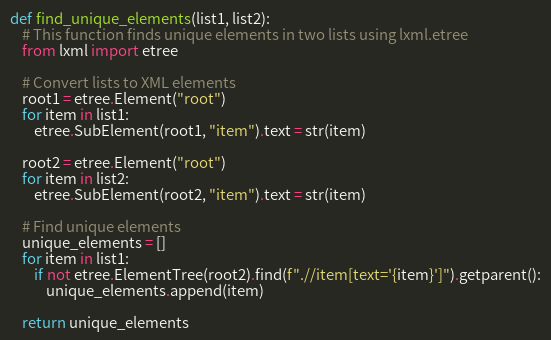 def find_unique_elements(list1, list2):
    # This function finds unique elements in two lists using lxml.etree
    from lxml import etree

    # Convert lists to XML elements
    root1 = etree.Element("root")
    for item in list1:
        etree.SubElement(root1, "item").text = str(item)

    root2 = etree.Element("root")
    for item in list2:
        etree.SubElement(root2, "item").text = str(item)

    # Find unique elements
    unique_elements = []
    for item in list1:
        if not etree.ElementTree(root2).find(f".//item[text='{item}']").getparent():
            unique_elements.append(item)

    return unique_elements